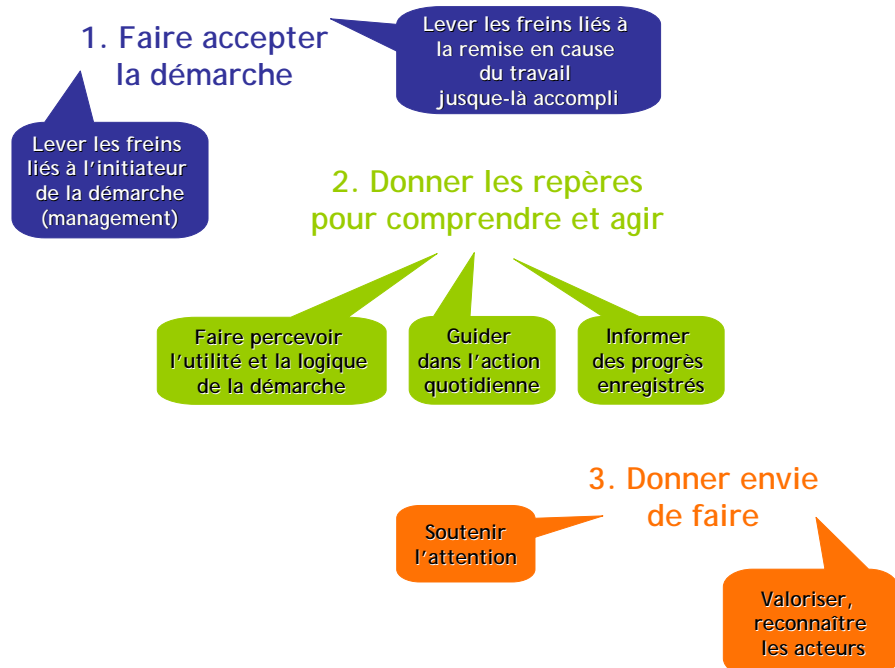 1. Faire accepter
la démarche
Lever les freins liés à
la remise en cause
du travail
jusque-là accompli
Lever les freins
liés à l'initiateur
de la démarche
(management)
2. Donner les repères
pour comprendre et agir
Faire percevoir
l'utilité et la logique
de la démarche
Guider
dans l'action
quotidienne
Informer
des progrès
enregistrés
3. Donner envie
de faire
Soutenir
l'attention
Valoriser,
reconnaître
les acteurs